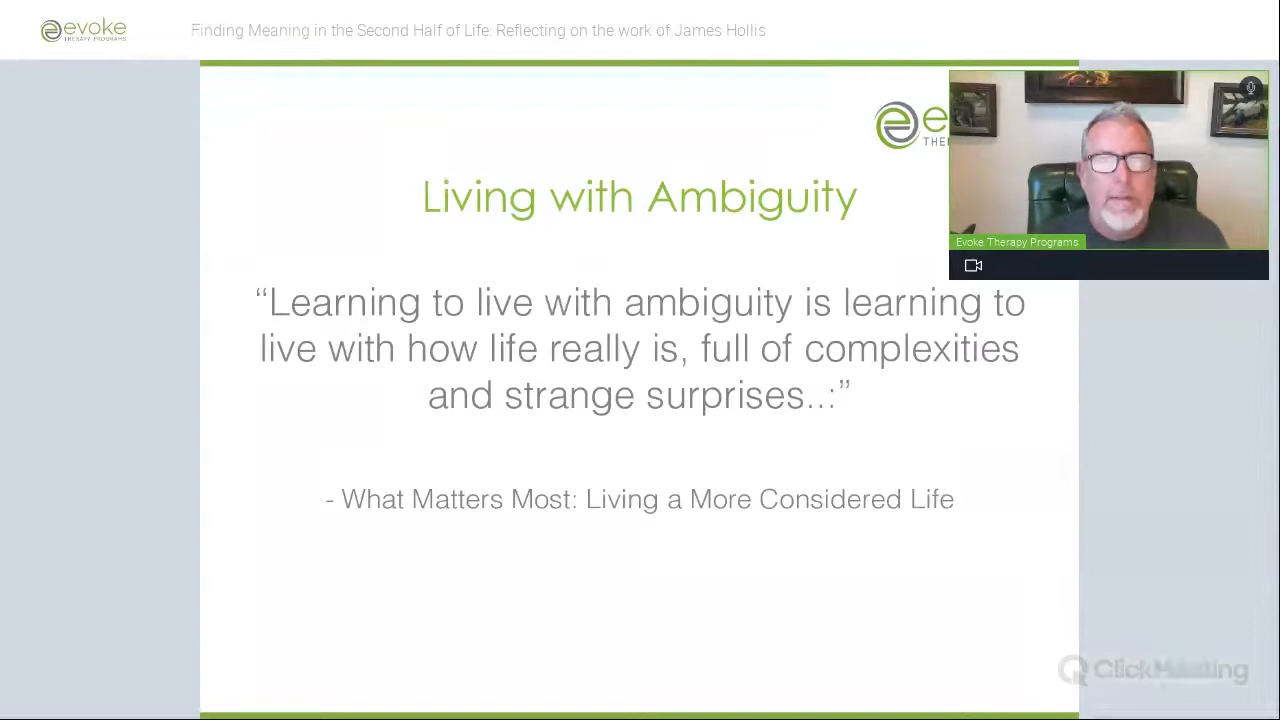 evoke
THERAPY PROGRAMS
Finding Meaning in the Second Half of Life: Reflecting on the work of James Hollis
e
THE
Living with Ambiguity
Evoke Therapy Programs
“Learning to live with ambiguity is learning to
live with how life really is, full of complexities
and strange surprises..:”
- What Matters Most: Living a More Considered Life